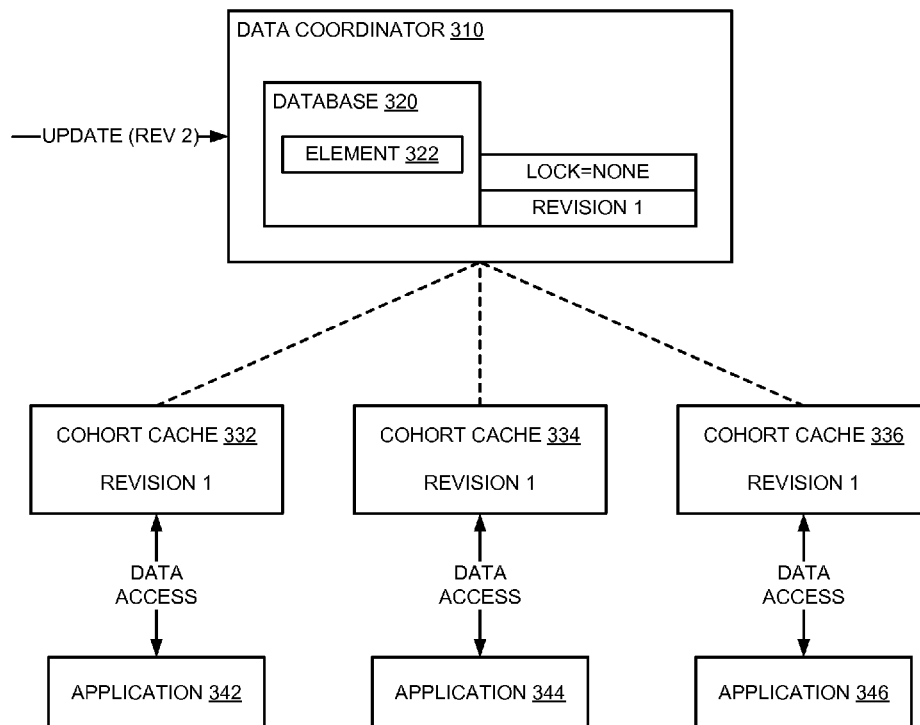 DATA COORDINATOR 310
DATABASE 320
UPDATE (REV 2)
ELEMENT 322
LOCK=NONE
REVISION 1
COHORT CACHE 332
REVISION 1
COHORT CACHE 334
REVISION 1
COHORT CACHE 336
REVISION 1
DATA
ACCESS
DATA
ACCESS
DATA
ACCESS
APPLICATION 342
APPLICATION 344
APPLICATION 346